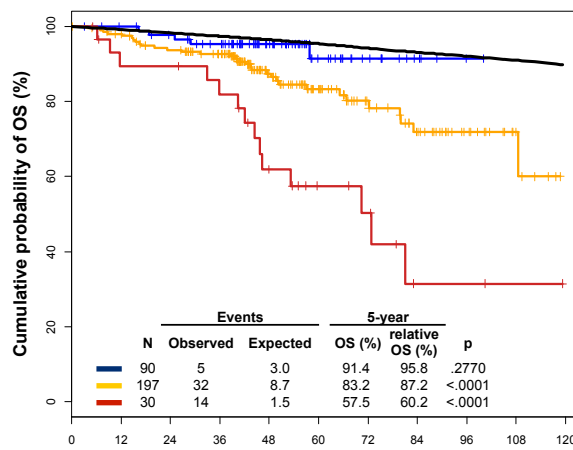 Cumulative probability of OS (%)
100
80
60
40
20
0
Events 5-year
N Observed Expected OS (%) relative OS (%) p
90 5 3.0 91.4 95.8 .2770
197 32 8.7 83.2 87.2 <.0001
30 14 1.5 57.5 60.2 <.0001
0 12 24 36 48 60 72 84 96 108 120